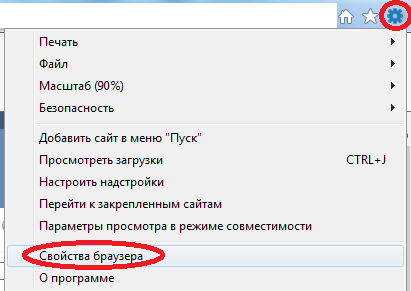 Печать
Файл
Масштаб (90%)
Безопасность
Добавить сайт в меню "Пуск"
Просмотреть загрузки CTRL+J
Настроить надстройки
Перейти к закрепленным сайтам
Параметры просмотра в режиме совместимости
Свойства браузера
О программе